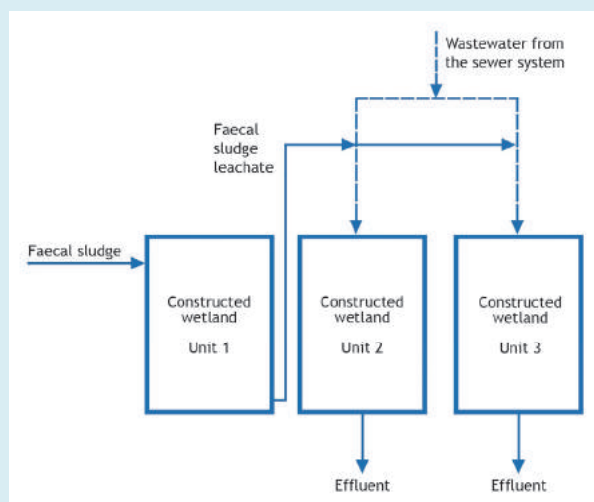 Wastewater from
the sewer system
Faecal
sludge
leachate
Faecal sludge
Constructed
wetland
Unit 1
Constructed
wetland
Unit 2
Constructed
wetland
Unit 3
Effluent
Effluent